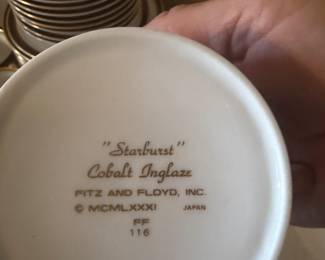 "Starburst"
Cobalt Inglaze
FITZ AND FLOYD, INC.
© MCMLXXXI JAPAN
FF
116